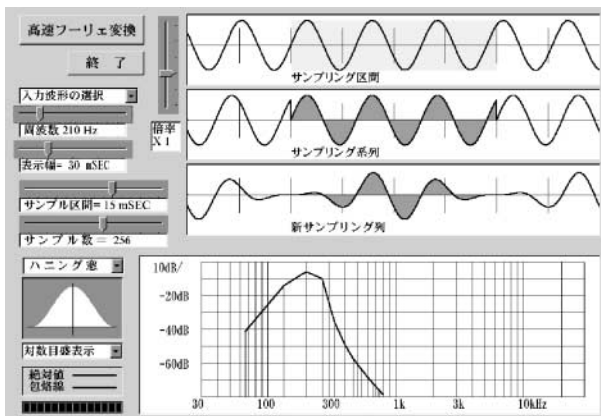 高速フーリェ変換
終 了
入力波形の選択
周波数 210 Hz
表示幅= 30 mSEC
倍率
X 1
サンプル区間= 15 mSEC
サンプル数 = 256
サンプリング区間
サンプリング系列
新サンプリング列
ハニング窓
対数目盛表示
絶対値
包絡線
10dB/
-20dB
-40dB
-60dB
30 100 300 1k 3k 10kHz